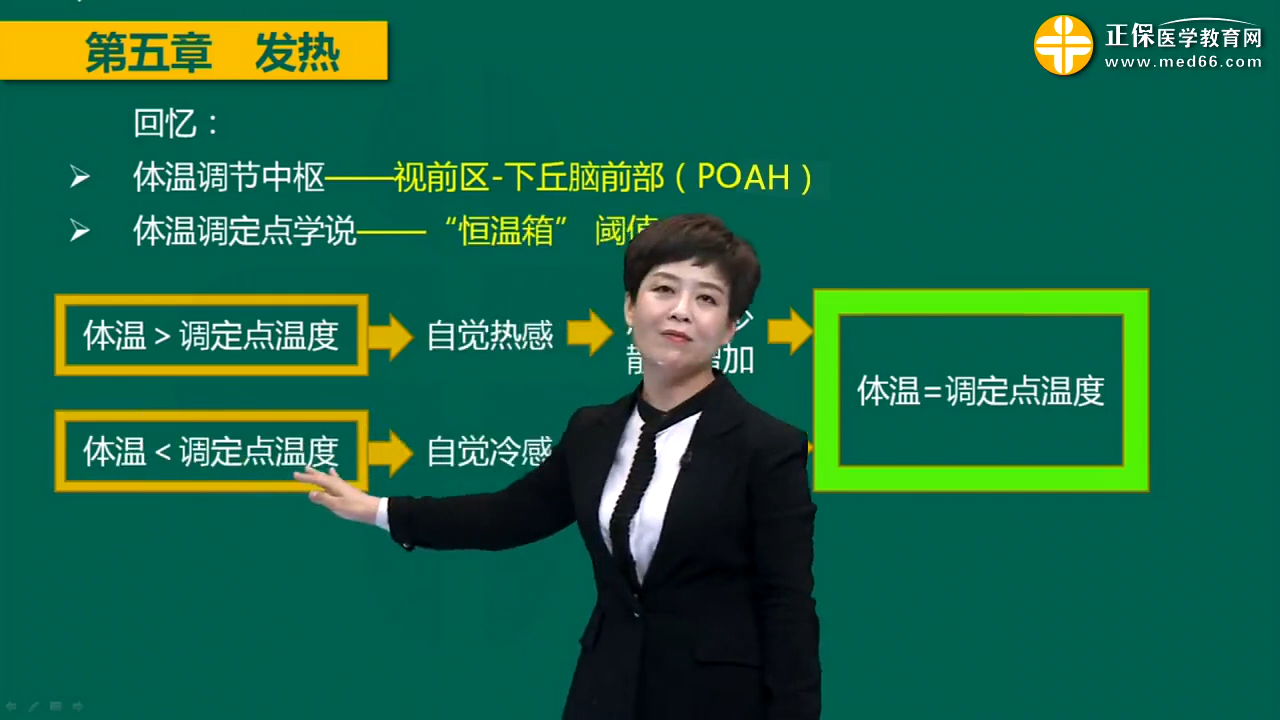 第五章 发热
正保医学教育网
www.med66.com
回忆：
体温调节中枢——视前区-下丘脑前部（POAH）
体温调定点学说——“恒温箱” 阈值
体温＞调定点温度
自觉热感
加
体温＜调定点温度
自觉冷感
体温=调定点温度